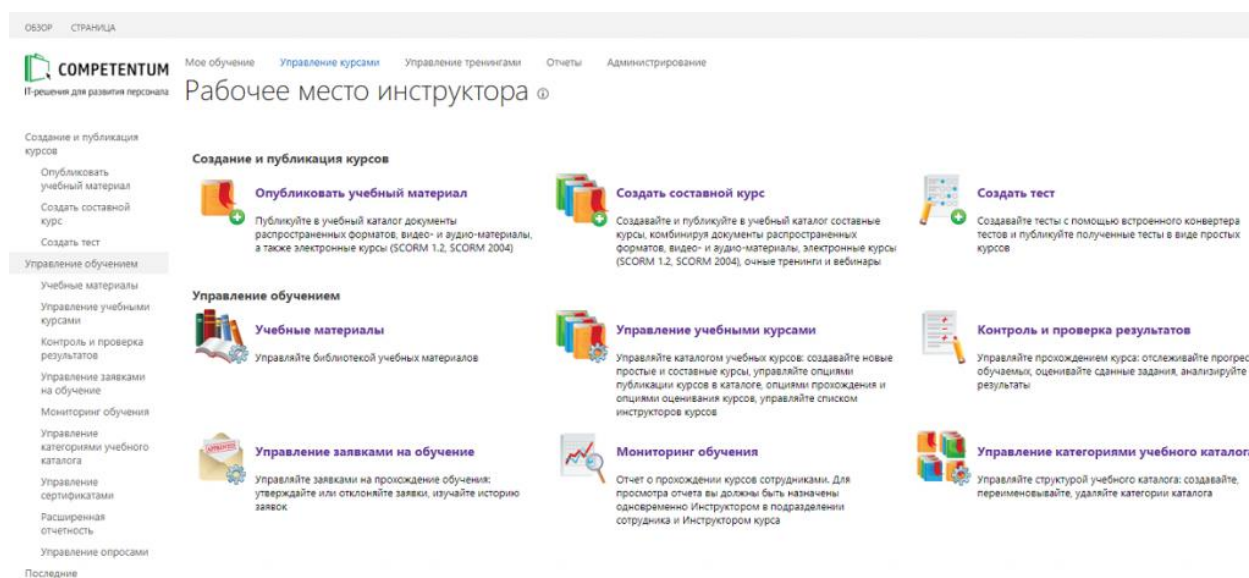 ОБЗОР СТРАНИЦА
COMPETENTUM
IT-решения для развития персонала
Мое обучение Управление курсами Управление тренингами Отчеты Администрирование
Рабочее место инструктора
Создание и публикация
курсов
Опубликовать
учебный материал
Создать составной
курс
Создать тест
Управление обучением
Учебные материалы
Управление учебными
курсами
Контроль и проверка
результатов
Управление заявками
на обучение
Мониторинг обучения
Управление
категориями учебного
каталога
Управление
сертификатами
Расширенная
отчетность
Управление опросами
Последние
Создание и публикация курсов
Опубликовать учебный материал
Публикуйте в учебный каталог документы
распространенных форматов, видео- и аудио-материалы,
а также электронные курсы (SCORM 1.2, SCORM 2004)
Создать составной курс
Создавайте и публикуйте в учебный каталог составные
курсы, комбинируя документы распространенных
форматов, видео- и аудио-материалы, электронные курсы
(SCORM 1.2, SCORM 2004), очные тренинги и вебинары
Создать тест
Создавайте тесты с помощью встроенного конвертера
тестов и публикуйте полученные тесты в виде простых
курсов
Управление обучением
Учебные материалы
Управляйте библиотекой учебных материалов
Управление учебными курсами
Управляйте каталогом учебных курсов: создавайте новые
простые и составные курсы, управляйте опциями
публикации курсов в каталоге, опциями прохождения и
опциями оценивания курсов, управляйте списком
инструкторов курсов
Контроль и проверка результатов
Управляйте прохождением курса: отслеживайте прогрес
обучаемых, оценивайте сданные задания, анализируйте
результаты
APPROVED
Управление заявками на обучение
Управляйте заявками на прохождение обучения:
утверждайте или отклоняйте заявки, изучайте историю
заявок
Мониторинг обучения
Отчет о прохождении курсов сотрудниками. Для
просмотра отчета вы должны быть назначены
одновременно Инструктором в подразделении
сотрудника и Инструктором курса
Управление категориями учебного каталога
Управляйте структурой учебного каталога: создавайте,
переименовывайте, удаляйте категории каталога